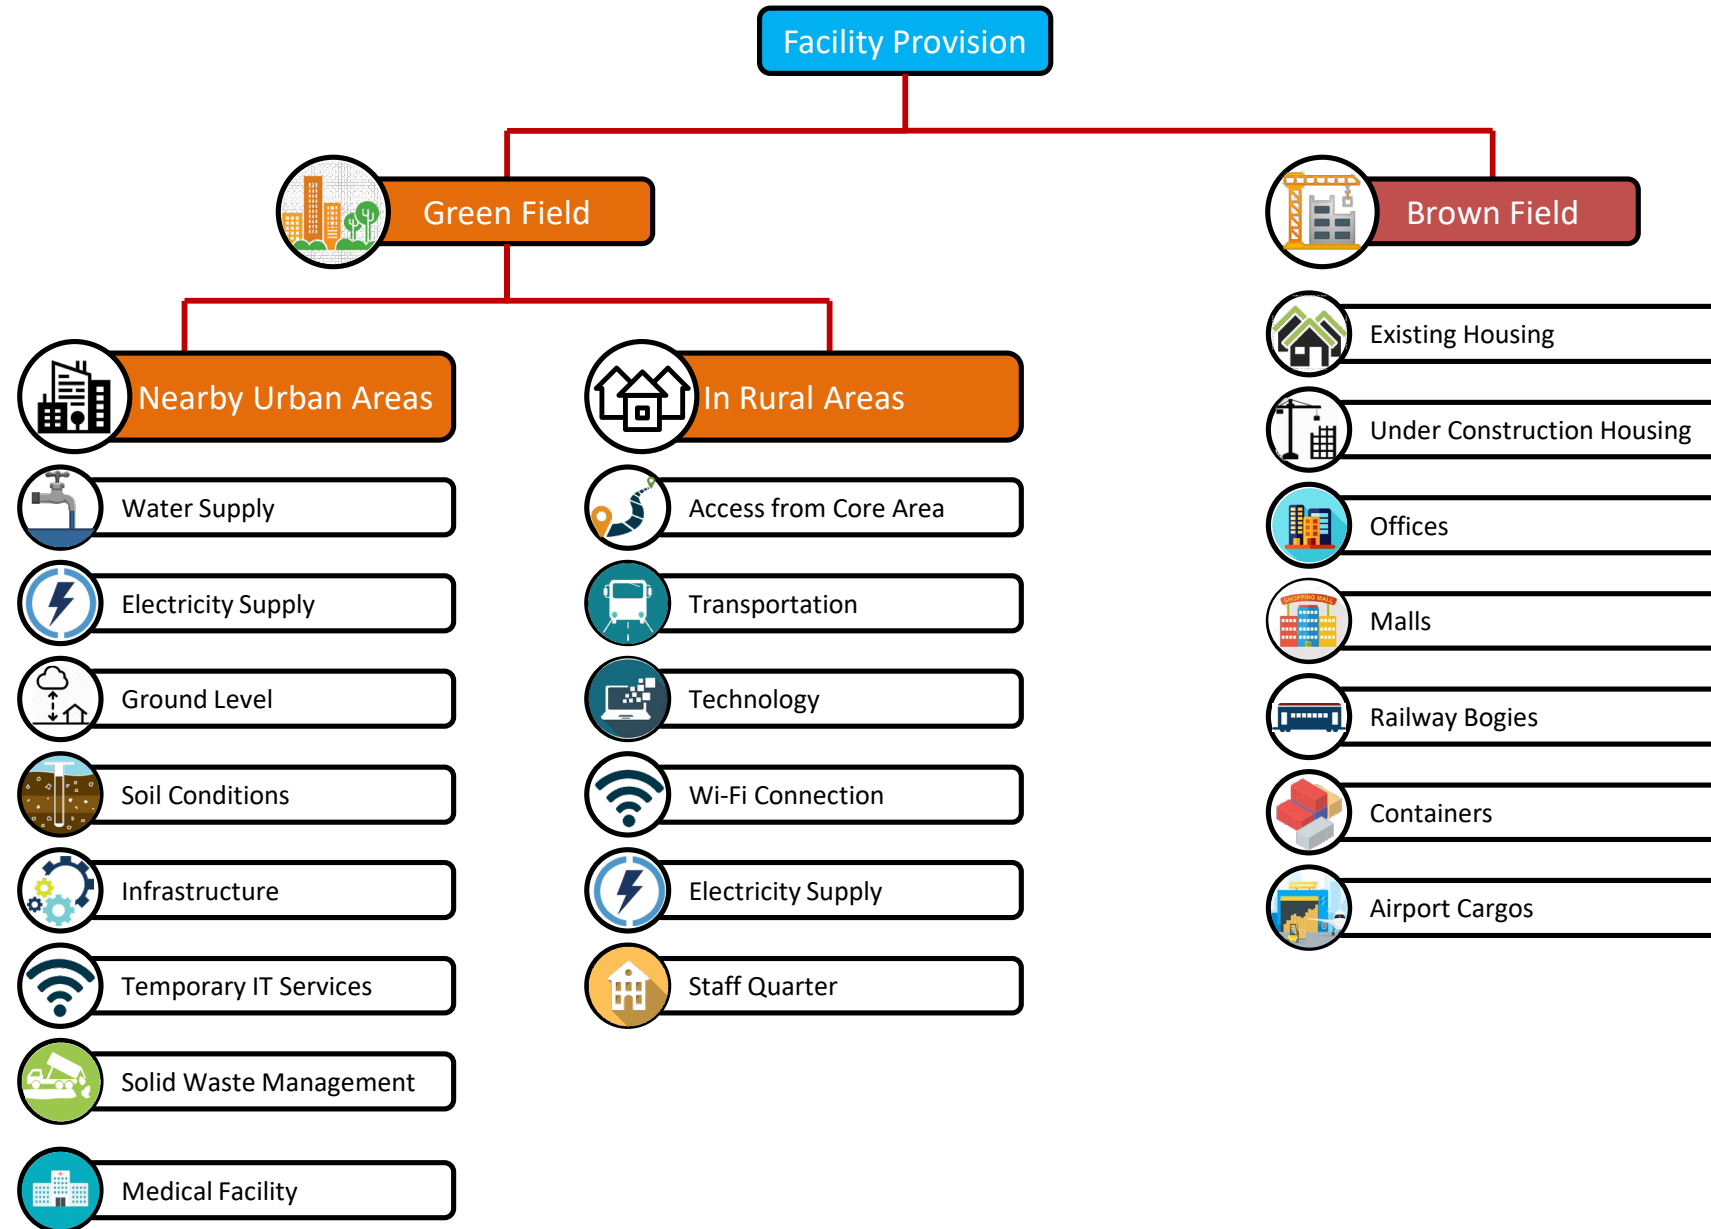 Facility Provision
Green Field
Brown Field
Nearby Urban Areas
Water Supply
Electricity Supply
Ground Level
Soil Conditions
Infrastructure
Temporary IT Services
Solid Waste Management
Medical Facility
In Rural Areas
Access from Core Area
Transportation
Technology
Wi-Fi Connection
Electricity Supply
Staff Quarter
Existing Housing
Under Construction Housing
Offices
SHOPPING MALL
Malls
Railway Bogies
Containers
Airport Cargos